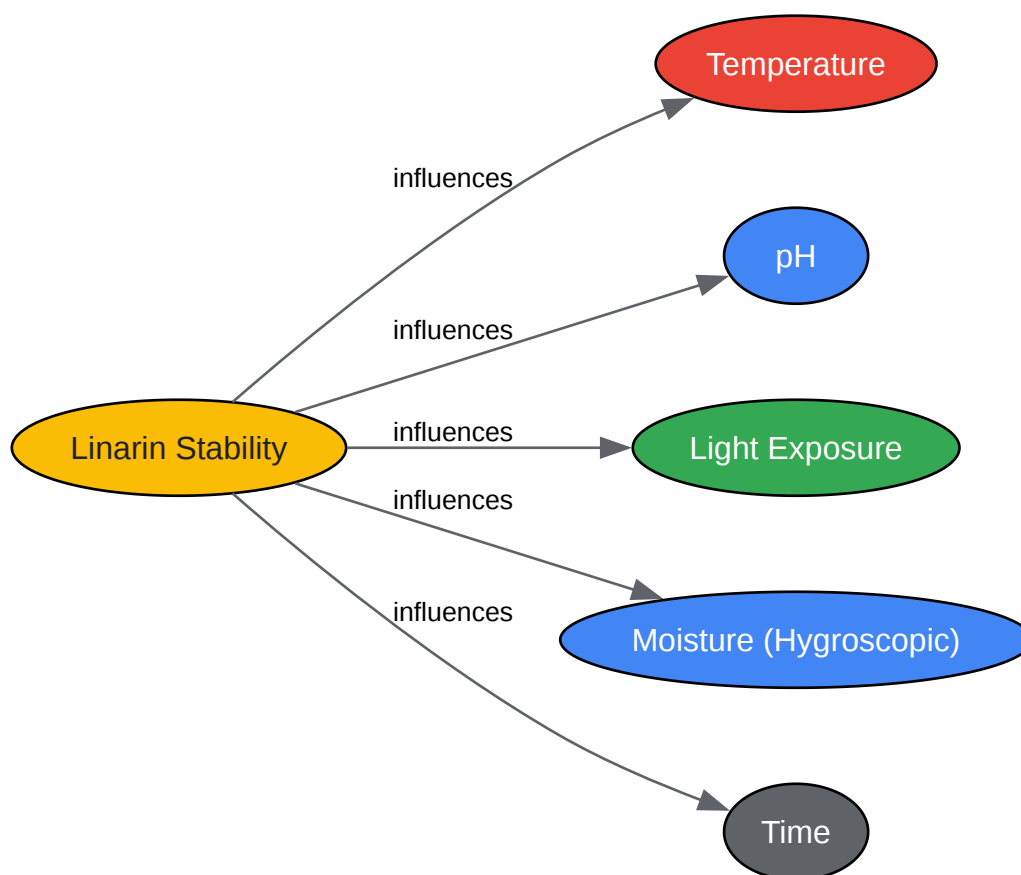 Temperature
influences
pH
influences
Linarin Stability
influences
Light Exposure
influences
Moisture (Hygroscopic)
influences
Time